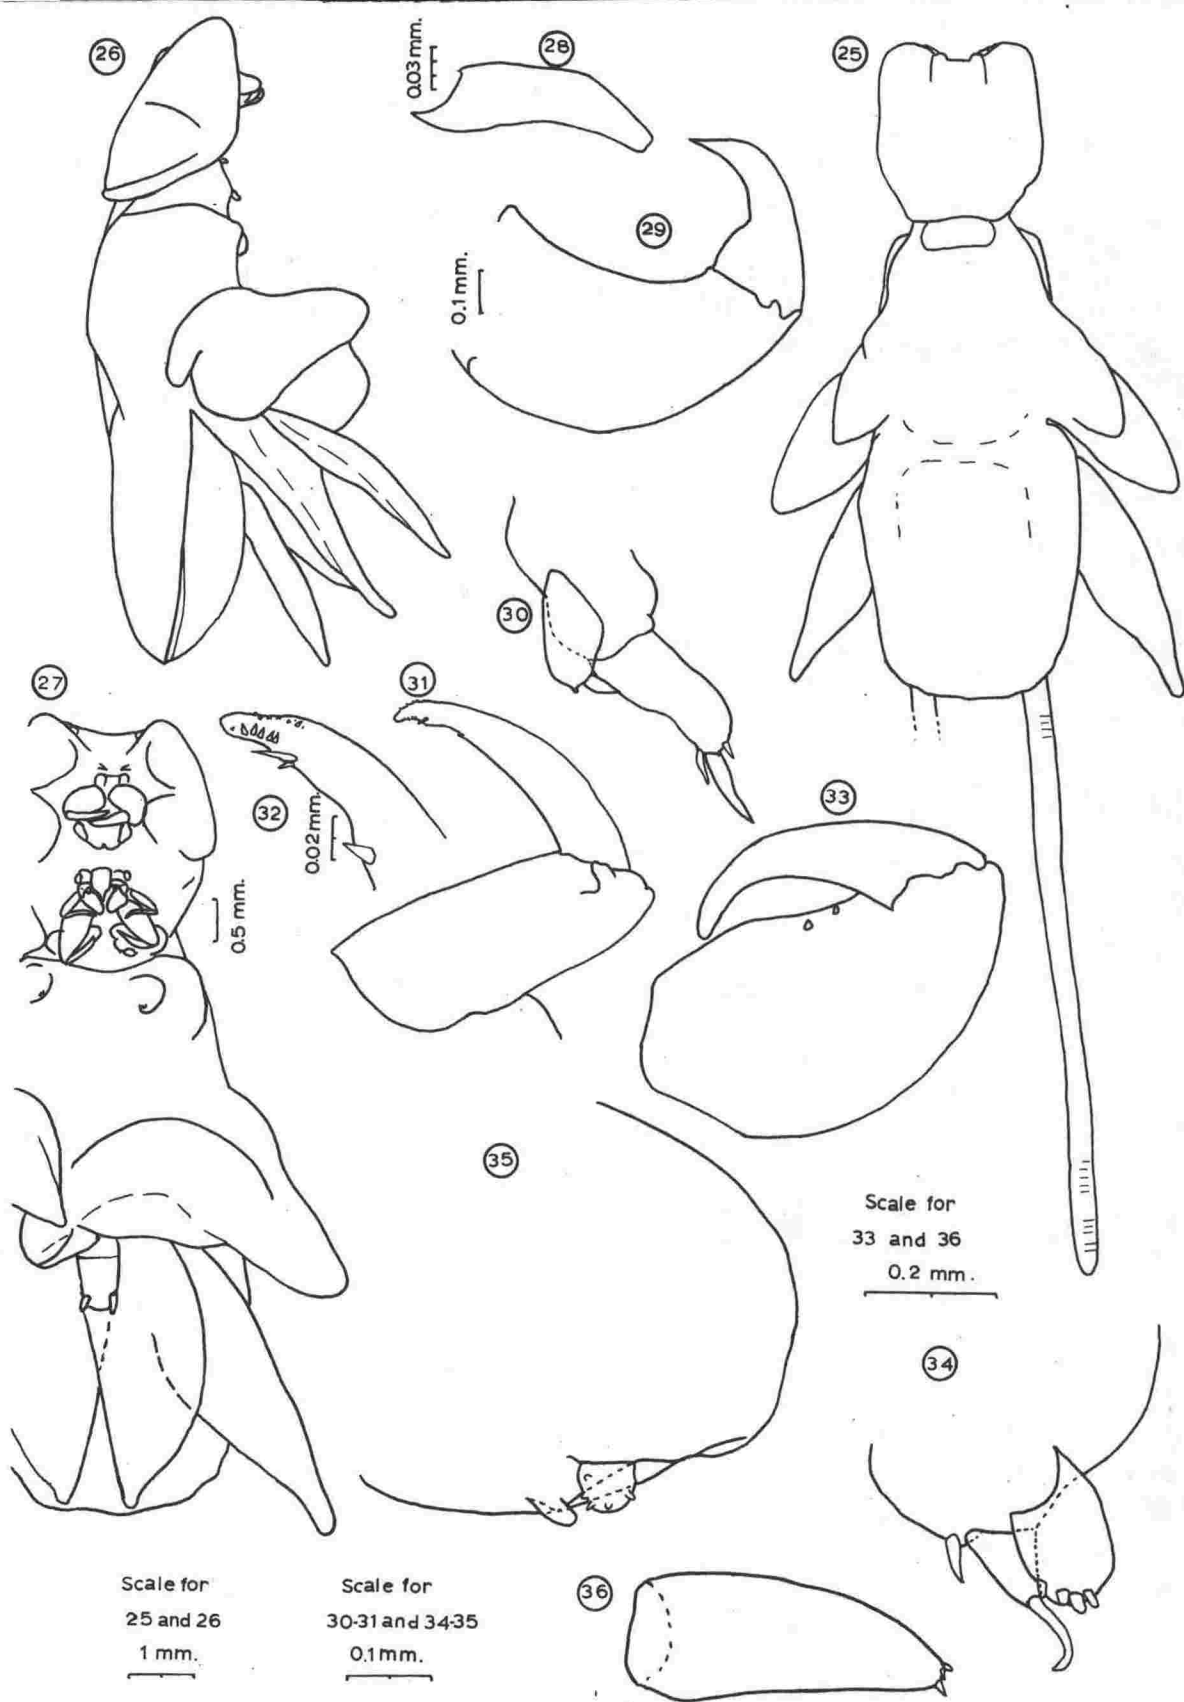 26
0.03 mm.
28
25
29
0.1 mm.
30
27
31
32
0.02 mm.
33
0.5 mm.
35
Scale for
33 and 36
0.2 mm.
34
Scale for
25 and 26
1 mm.
Scale for
30-31 and 34-35
0.1 mm.
36